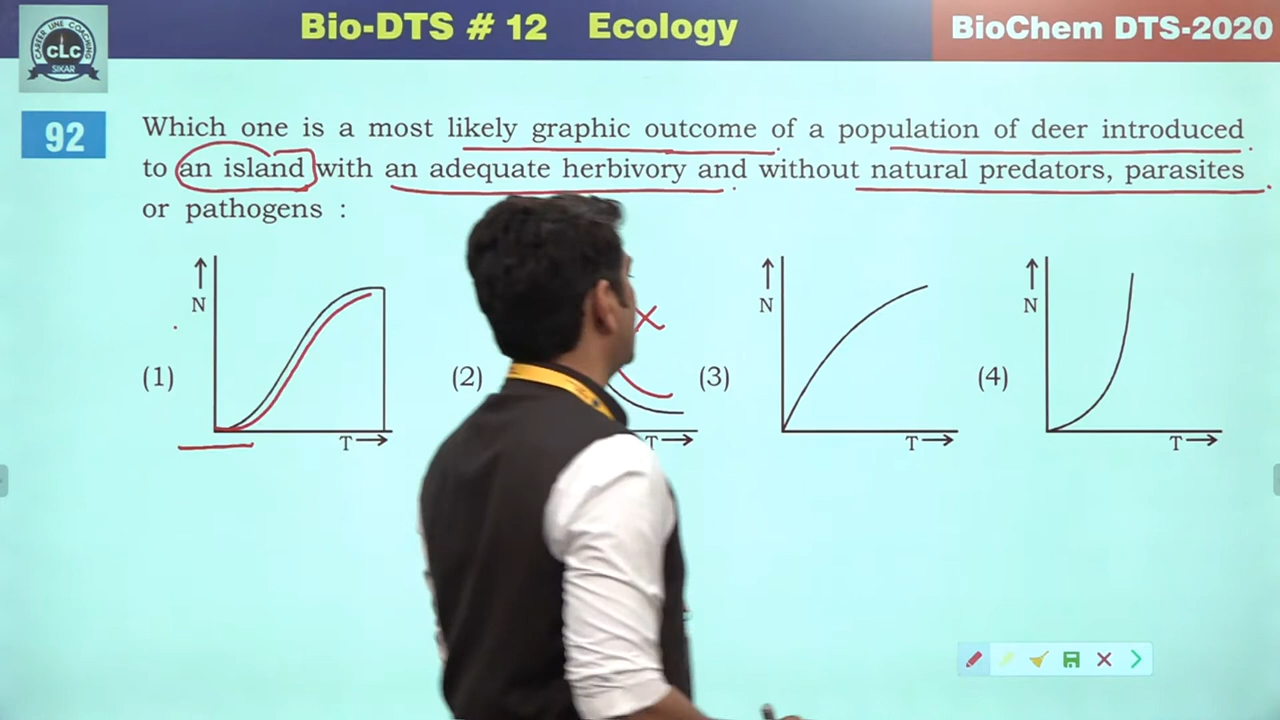 Bio-DTS # 12 Ecology
BioChem DTS-2020
CAREER LINE COACHING
CLC
SIKAR
92
Which one is a most likely graphic outcome of a population of deer introduced
to an island with an adequate herbivory and without natural predators, parasites
or pathogens :
(1)
N
T
(2)
T
(3)
N
T
(4)
N
T